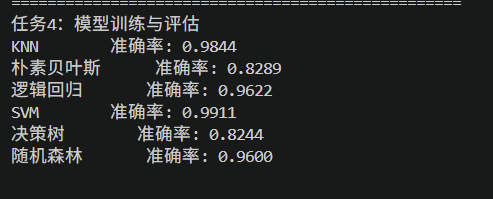 ==================================================
任务4: 模型训练与评估
KNN 准确率: 0.9844
朴素贝叶斯 准确率: 0.8289
逻辑回归 准确率: 0.9622
SVM 准确率: 0.9911
决策树 准确率: 0.8244
随机森林 准确率: 0.9600